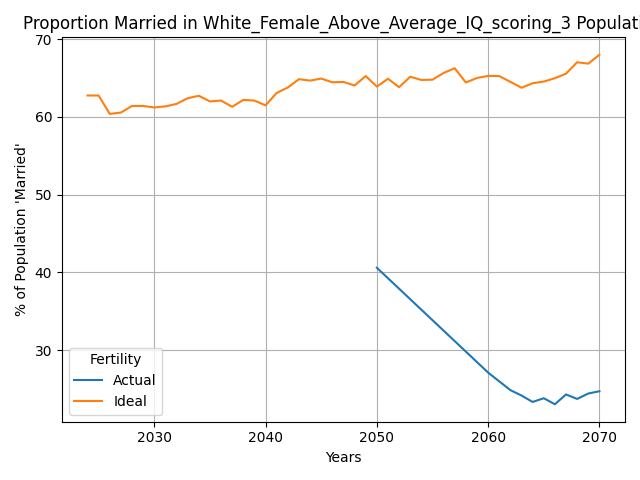 Proportion Married in White_Female_Above_Average_IQ_scoring_3 Populati
70
60
50
40
30
% of Population 'Married'
Fertility
Actual
Ideal
2030 2040 2050 2060 2070
Years